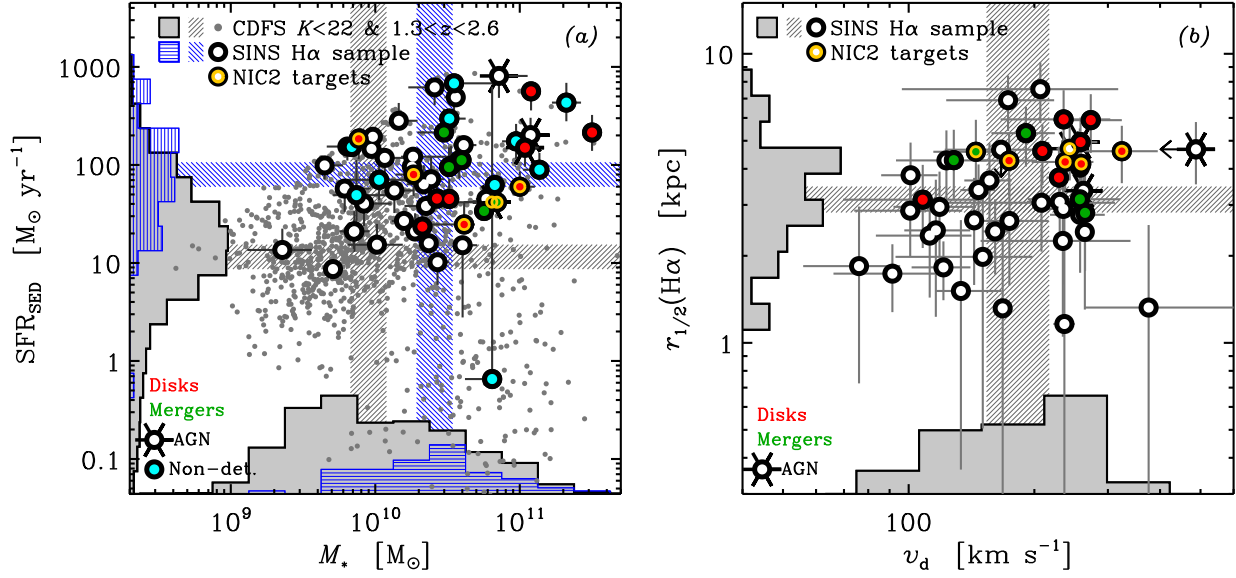 CDFS K<22 & 1.3<z<2.6
(a)
SINS Hα sample
NIC2 targets
1000
100
10
1
0.1
SFR_SED [M⊙ yr⁻¹]
Disks
Mergers
AGN
Non-det.
10⁹
10¹⁰
10¹¹
M* [M⊙]
SINS Hα sample
(b)
NIC2 targets
10
1
r1/2(Hα) [kpc]
Disks
Mergers
AGN
100
v_d [km s⁻¹]